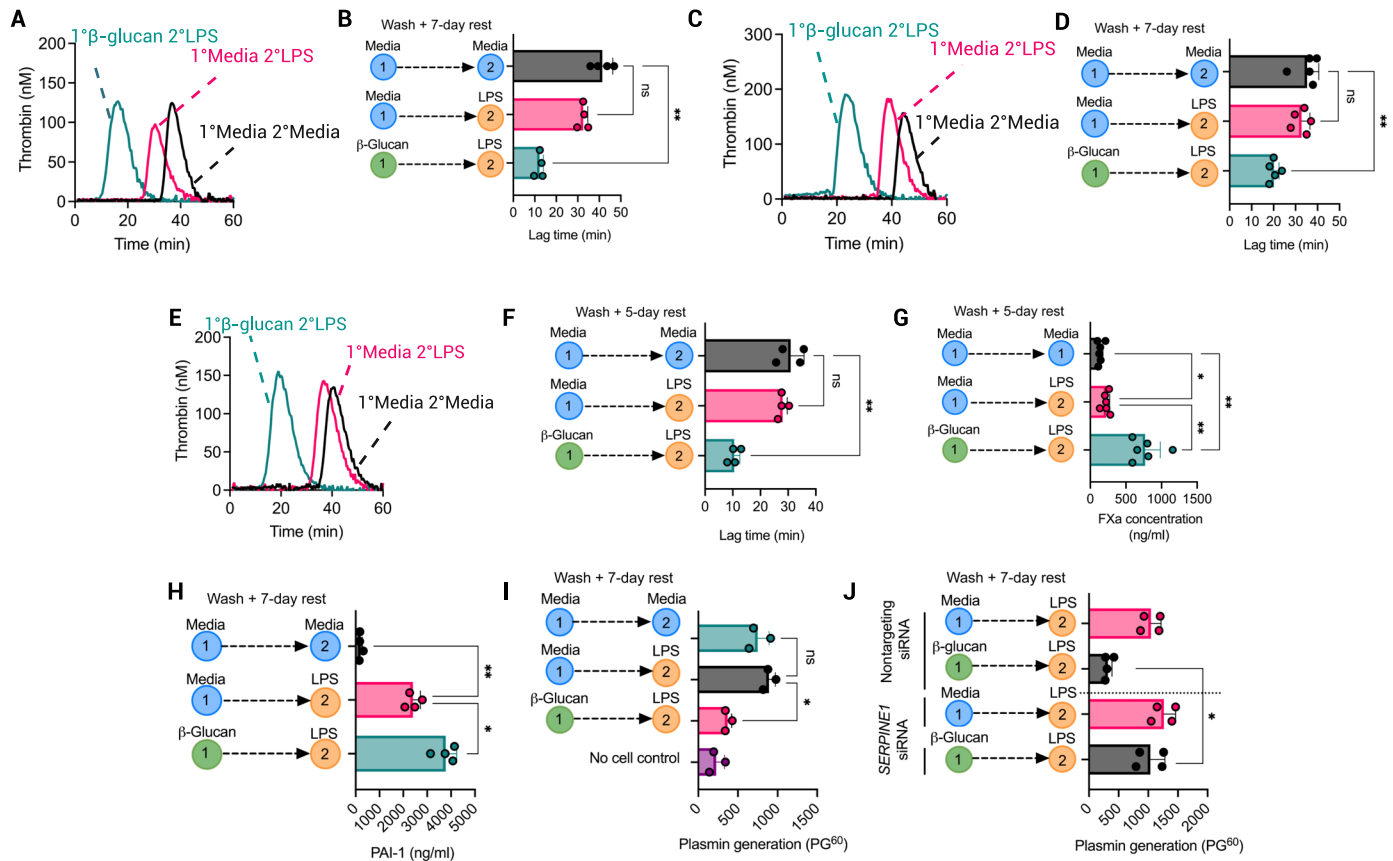 A
1°β-glucan 2°LPS
1°Media 2°LPS
1°Media 2°Media
Thrombin (nM)
200
150
100
50
0
0 20 40 60
Time (min)
B
Wash + 7-day rest
Media Media
1 2
Media LPS
1 2
β-Glucan LPS
1 2
ns
**
0 10 20 30 40 50
Lag time (min)
C
1°β-glucan 2°LPS
1°Media 2°LPS
1°Media 2°Media
Thrombin (nM)
300
200
100
0
0 20 40 60
Time (min)
D
Wash + 7-day rest
Media Media
1 2
Media LPS
1 2
β-Glucan LPS
1 2
ns
**
0 10 20 30 40 50
Lag time (min)
E
1°β-glucan 2°LPS
1°Media 2°LPS
1°Media 2°Media
Thrombin (nM)
200
150
100
50
0
0 20 40 60
Time (min)
F
Wash + 5-day rest
Media Media
1 2
Media LPS
1 2
β-Glucan LPS
1 2
ns
**
0 10 20 30 40
Lag time (min)
G
Wash + 5-day rest
Media Media
1 1
Media LPS
1 2
β-Glucan LPS
1 2
*
**
**
0 500 1000 1500
FXa concentration
(ng/ml)
H
Wash + 7-day rest
Media Media
1 2
Media LPS
1 2
β-Glucan LPS
1 2
**
*
0 1000 2000 3000 4000 5000
PAI-1 (ng/ml)
I
Wash + 7-day rest
Media Media
1 2
Media LPS
1 2
β-Glucan LPS
1 2
No cell control
ns
*
0 500 1000 1500
Plasmin generation (PG⁶⁰)
J
Wash + 7-day rest
Nontargeting
siRNA
Media LPS
1 2
β-glucan LPS
1 2
SERPINE1
siRNA
Media LPS
1 2
β-Glucan LPS
1 2
*
0 500 1000 1500 2000
Plasmin generation (PG⁶⁰)